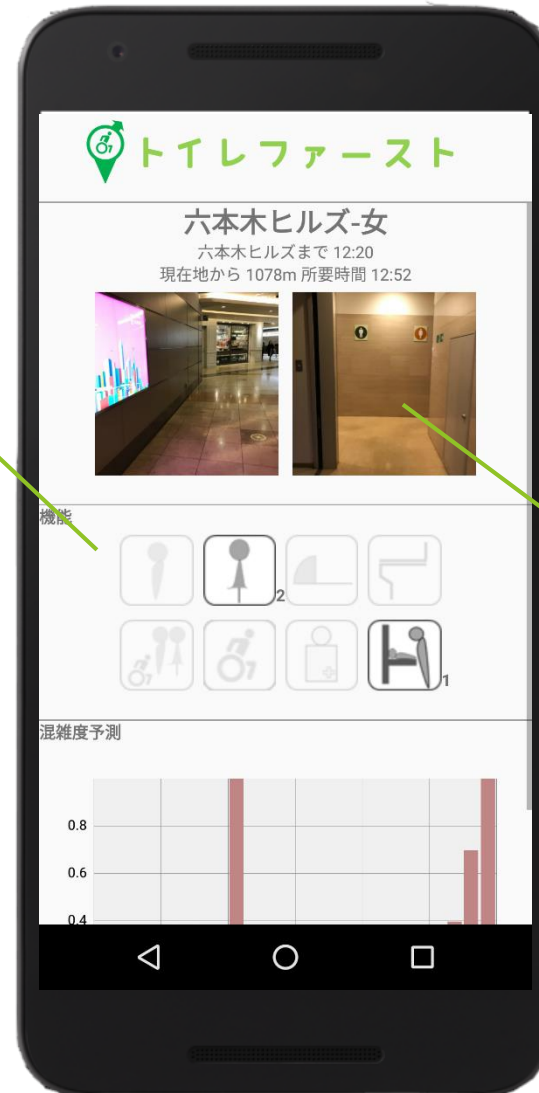 トイレファースト
六本木ヒルズ-女
六本木ヒルズまで 12:20
現在地から 1078m 所要時間 12:52
機能
2
1
混雑度予測
0.8
0.6
0.4